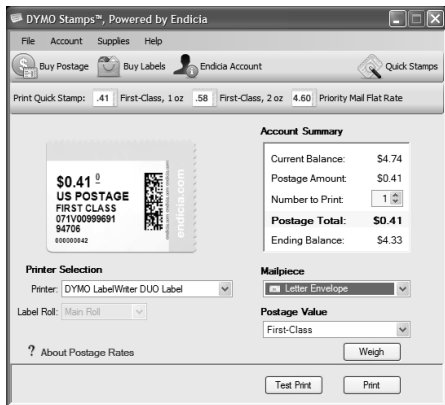 DYMO Stamps™, Powered by Endicia
File Account Supplies Help
Buy Postage Buy Labels Endicia Account Quick Stamps
Print Quick Stamp: .41 First-Class, 1 oz .58 First-Class, 2 oz 4.60 Priority Mail Flat Rate
$0.41 0
US POSTAGE
FIRST CLASS
071V00999691
94706
000000042
endicia.com
Account Summary
Current Balance: $4.74
Postage Amount: $0.41
Number to Print: 1
Postage Total: $0.41
Ending Balance: $4.33
Printer Selection
Printer: DYMO LabelWriter DUO Label
Label Roll: Main Roll
? About Postage Rates
Mailpiece
Letter Envelope
Postage Value
First-Class
Weigh
Test Print Print